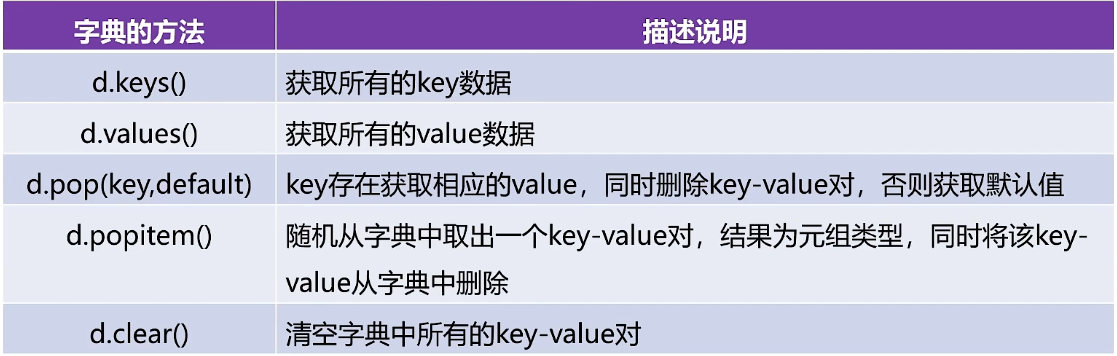 字典的方法 描述说明
d.keys() 获取所有的key数据
d.values() 获取所有的value数据
d.pop(key,default) key存在获取相应的value，同时删除key-value对，否则获取默认值
d.popitem() 随机从字典中取出一个key-value对，结果为元组类型，同时将该key-
value从字典中删除
d.clear() 清空字典中所有的key-value对